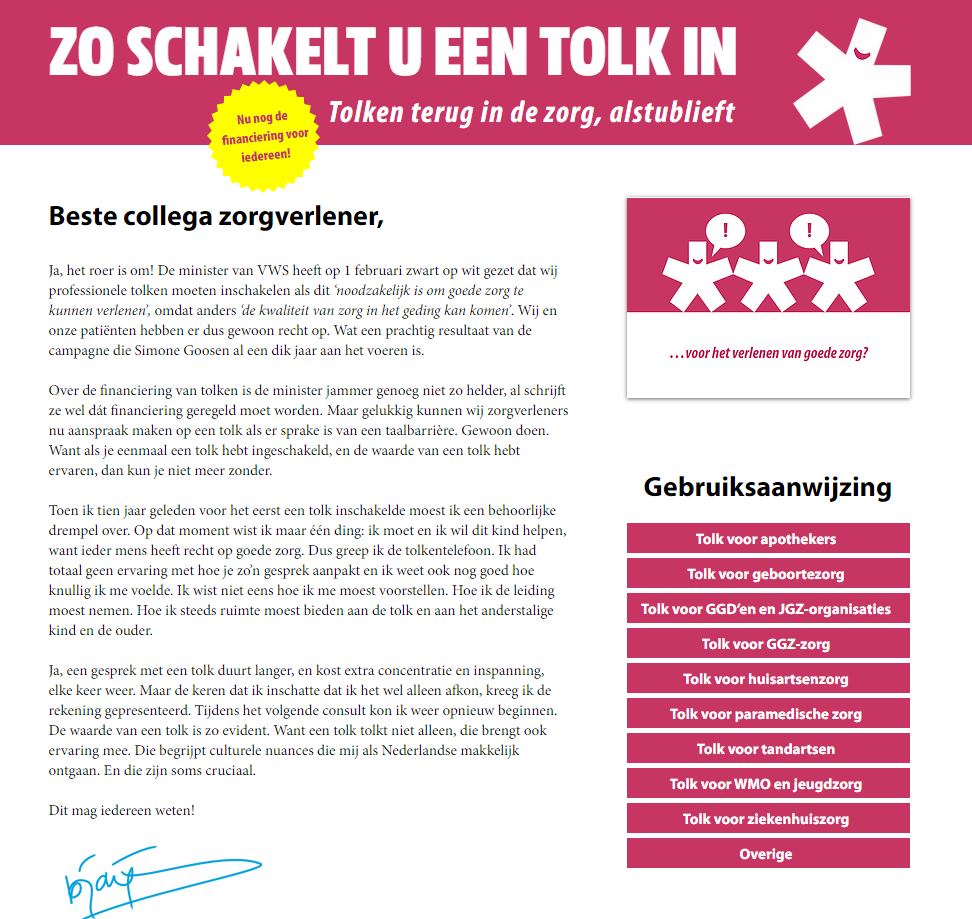 ZO SCHAKELT U EEN TOLK IN
Tolken terug in de zorg, alstublieft
Nu nog de
financiering voor
iedereen!
Beste collega zorgverlener,
Ja, het roer is om! De minister van VWS heeft op 1 februari zwart op wit gezet dat wij
professionele tolken moeten inschakelen als dit ‘noodzakelijk is om goede zorg te
kunnen verlenen’, omdat anders ‘de kwaliteit van zorg in het geding kan komen’. Wij en
onze patiënten hebben er dus gewoon recht op. Wat een prachtig resultaat van de
campagne die Simone Goosen al een dik jaar aan het voeren is.
Over de financiering van tolken is de minister jammer genoeg niet zo helder, al schrijft
ze wel dát financiering geregeld moet worden. Maar gelukkig kunnen wij zorgverleners
nu aanspraak maken op een tolk als er sprake is van een taalbarrière. Gewoon doen.
Want als je eenmaal een tolk hebt ingeschakeld, en de waarde van een tolk hebt
ervaren, dan kun je niet meer zonder.
Toen ik tien jaar geleden voor het eerst een tolk inschakelde moest ik een behoorlijke
drempel over. Op dat moment wist ik maar één ding: ik moet en ik wil dit kind helpen,
want ieder mens heeft recht op goede zorg. Dus greep ik de tolkentelefoon. Ik had
totaal geen ervaring met hoe je zo’n gesprek aanpakt en ik weet ook nog goed hoe
knullig ik me voelde. Ik wist niet eens hoe ik me moest voorstellen. Hoe ik de leiding
moest nemen. Hoe ik steeds ruimte moest bieden aan de tolk en aan het anderstalige
kind en de ouder.
Ja, een gesprek met een tolk duurt langer, en kost extra concentratie en inspanning,
elke keer weer. Maar de keren dat ik inschatte dat ik het wel alleen afkon, kreeg ik de
rekening gepresenteerd. Tijdens het volgende consult kon ik weer opnieuw beginnen.
De waarde van een tolk is zo evident. Want een tolk tolkt niet alleen, die brengt ook
ervaring mee. Die begrijpt culturele nuances die mij als Nederlandse makkelijk
ontgaan. En die zijn soms cruciaal.
Dit mag iedereen weten!
! !
…voor het verlenen van goede zorg?
Gebruiksaanwijzing
Tolk voor apothekers
Tolk voor geboortezorg
Tolk voor GGD’en en JGZ-organisaties
Tolk voor GGZ-zorg
Tolk voor huisartsenzorg
Tolk voor paramedische zorg
Tolk voor tandartsen
Tolk voor WMO en jeugdzorg
Tolk voor ziekenhuiszorg
Overige